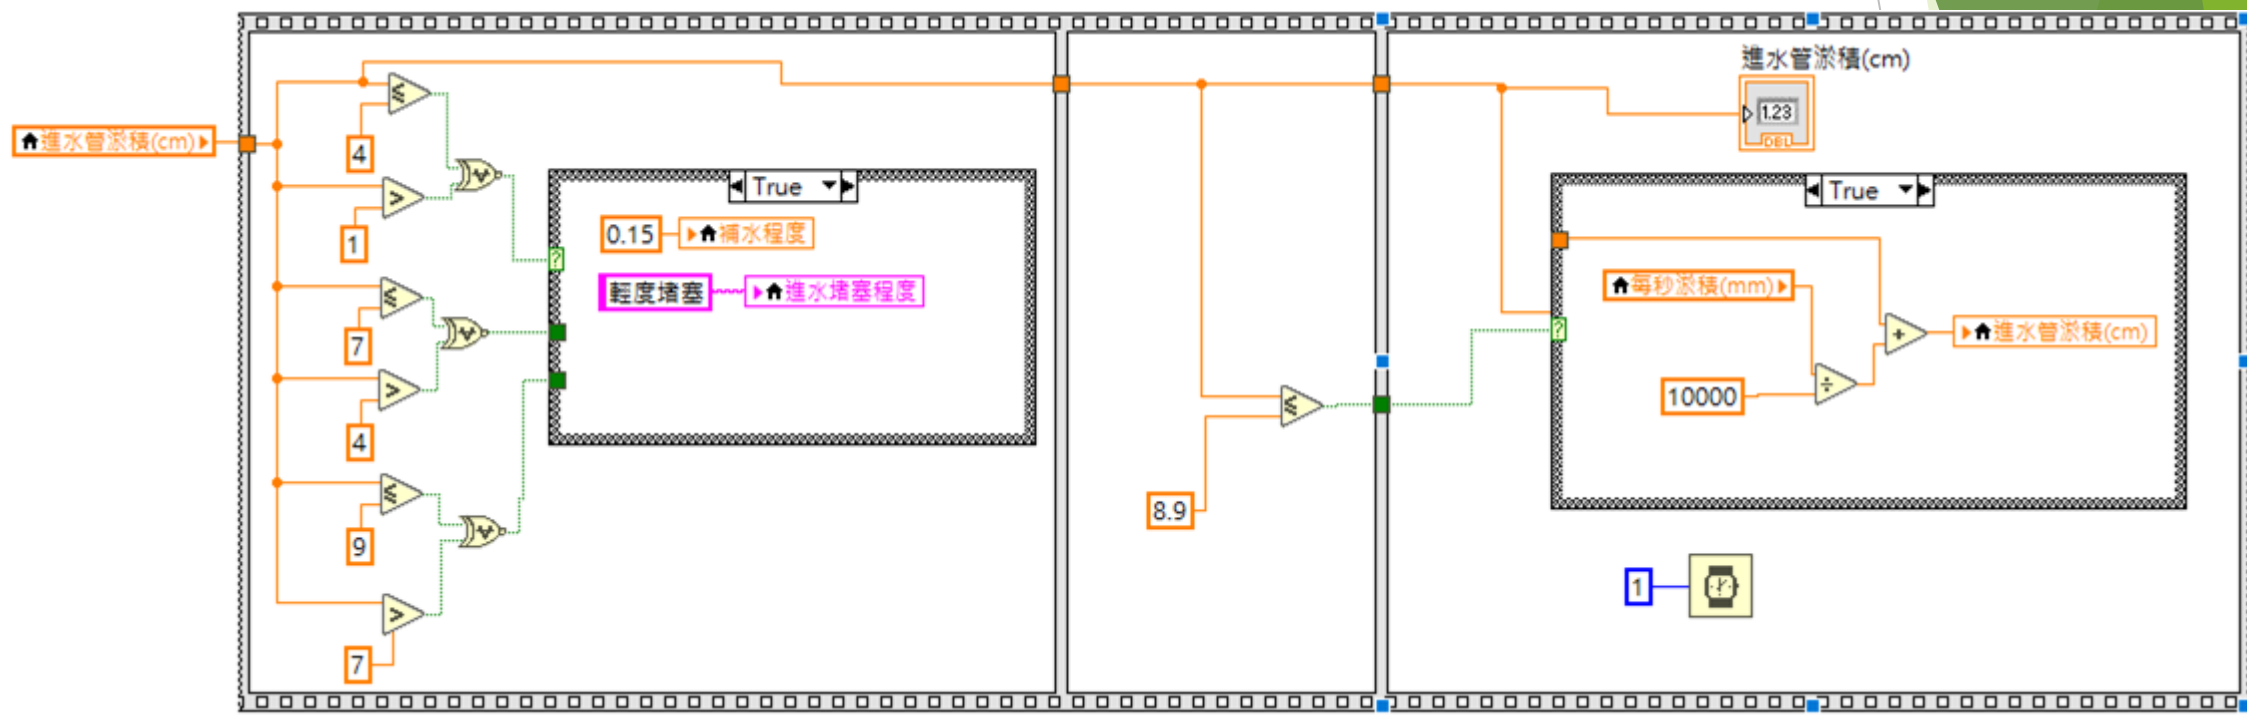 進水管淤積(cm)
4
1
7
4
9
7
True
0.15
補水程度
輕度堵塞
進水堵塞程度
8.9
進水管淤積(cm)
1.23
DBL
True
每秒淤積(mm)
10000
進水管淤積(cm)
1